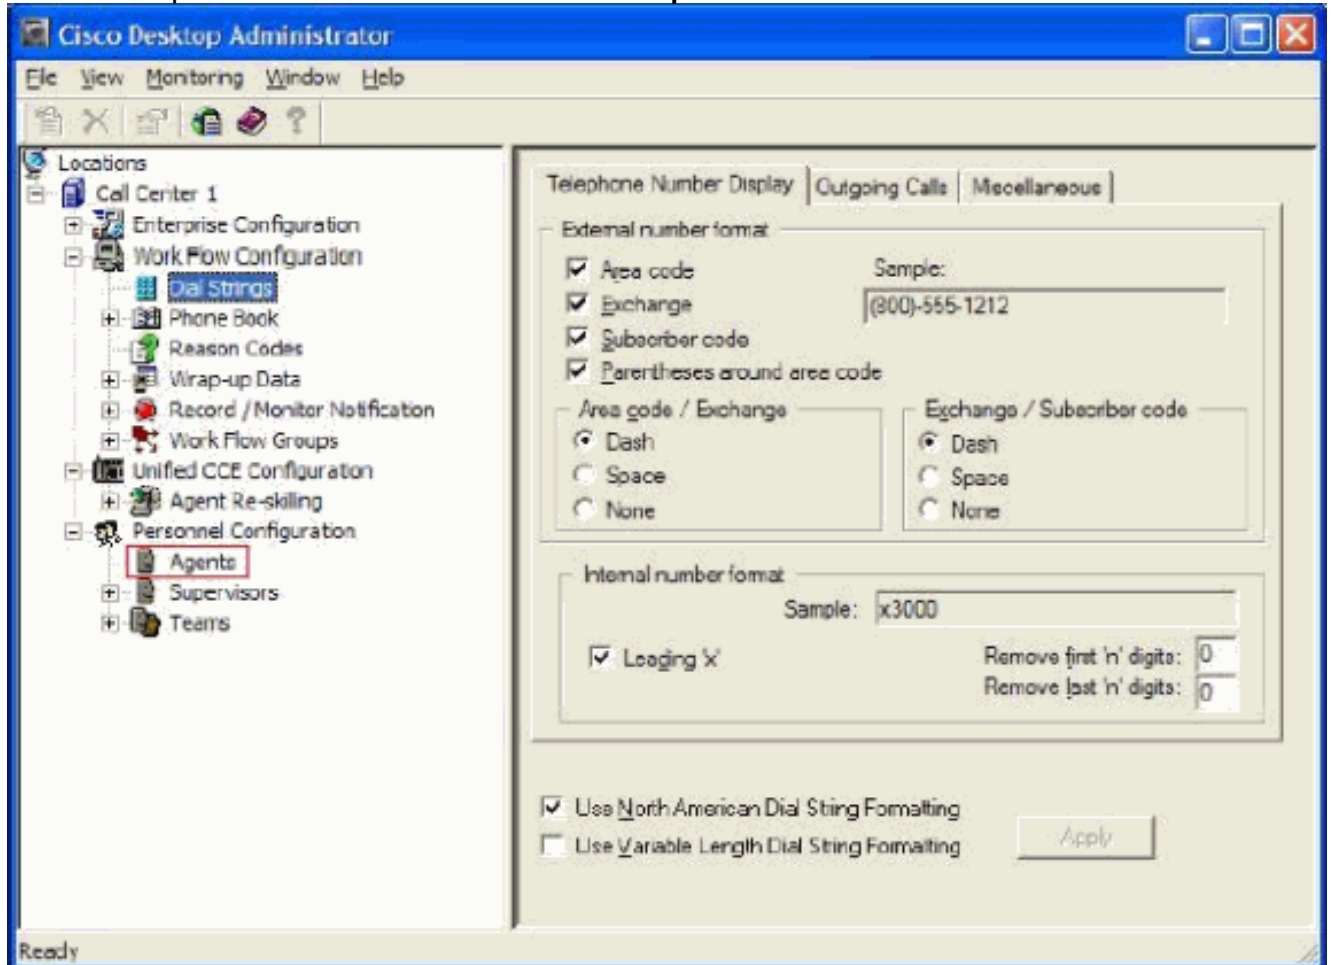 Cisco Desktop Administrator
File View Monitoring Window Help
Locations
Call Center 1
Enterprise Configuration
Work Flow Configuration
Dial Strings
Phone Book
Reason Codes
Wrap-up Data
Record / Monitor Notification
Work Flow Groups
Unified CCE Configuration
Agent Re-skilling
Personnel Configuration
Agents
Supervisors
Teams
Telephone Number Display Outgoing Calls Miscellaneous
External number format
Area code Sample:
Exchange (800)-555-1212
Subscriber code
Parentheses around area code
Area code / Exchange Exchange / Subscriber code
Dash Dash
Space Space
None None
Internal number format
Sample: x3000
Leading 'x' Remove first 'n' digits: 0
Remove last 'n' digits: 0
Use North American Dial String Formatting
Use Variable Length Dial String Formatting Apply
Ready